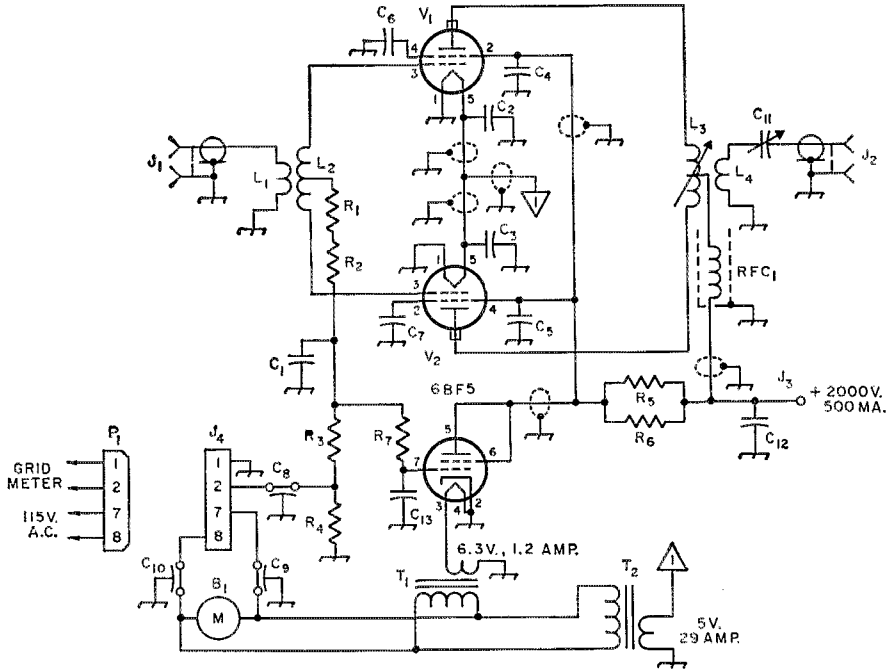 V1
C6
4
3
2
1
5
C4
C2
L3
C11
J1
L1
L2
L4
J2
R1
1
R2
C3
1
5
RFC1
3
2
4
C7
C5
V2
C1
6BF5
J3
+ 2000V.
500 MA.
R5
R6
C12
P1
J4
R3
R7
5
6
7
GRID
METER
1
2
7
8
1
2
7
8
C8
115V.
A.C.
C13
3
4
2
R4
6.3V., 1.2 AMP.
C10
B1
C9
T1
T2
1
M
5V.
29 AMP.